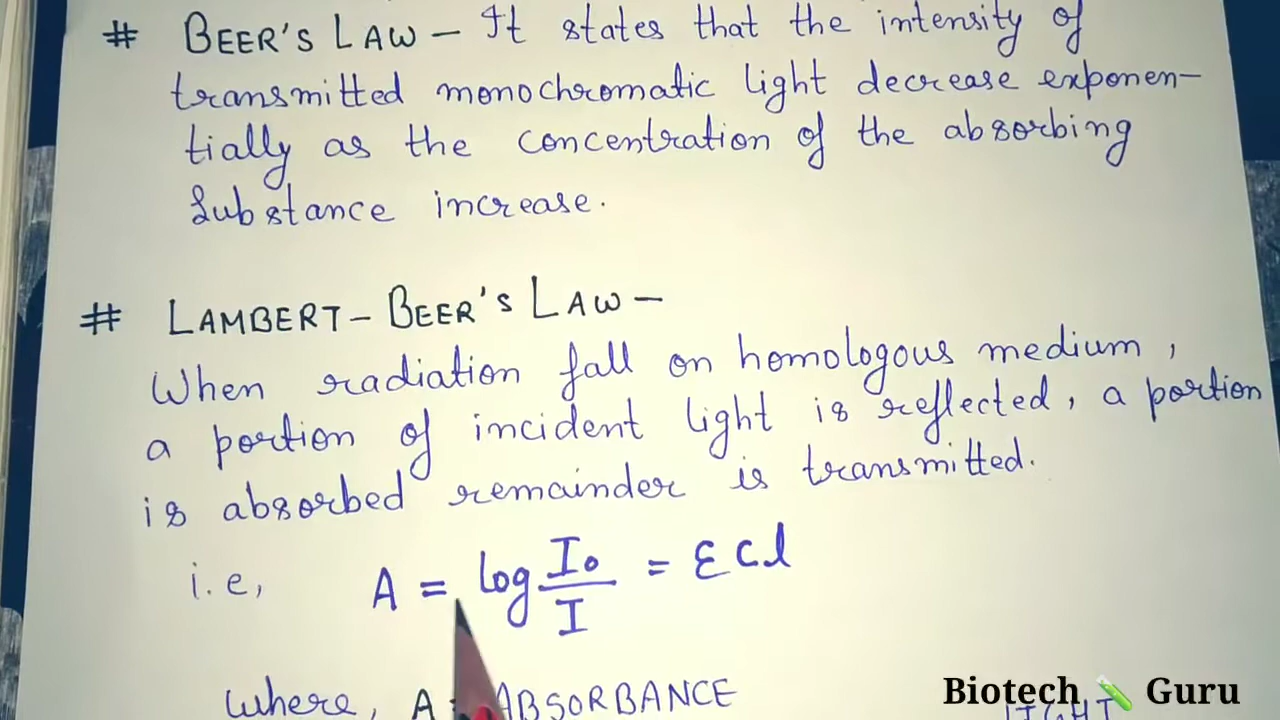 # BEER'S LAW - It states that the intensity of
transmitted monochromatic light decrease exponen-
tially as the concentration of the absorbing
Substance increase.
# LAMBERT-BEER'S LAW -
When radiation fall on homologous medium,
a portion of incident light is reflected, a portion
is absorbed remainder is transmitted.
i.e, A = log I₀/I = εcl
where, A = ABSORBANCE
LIGHT
Biotech Guru